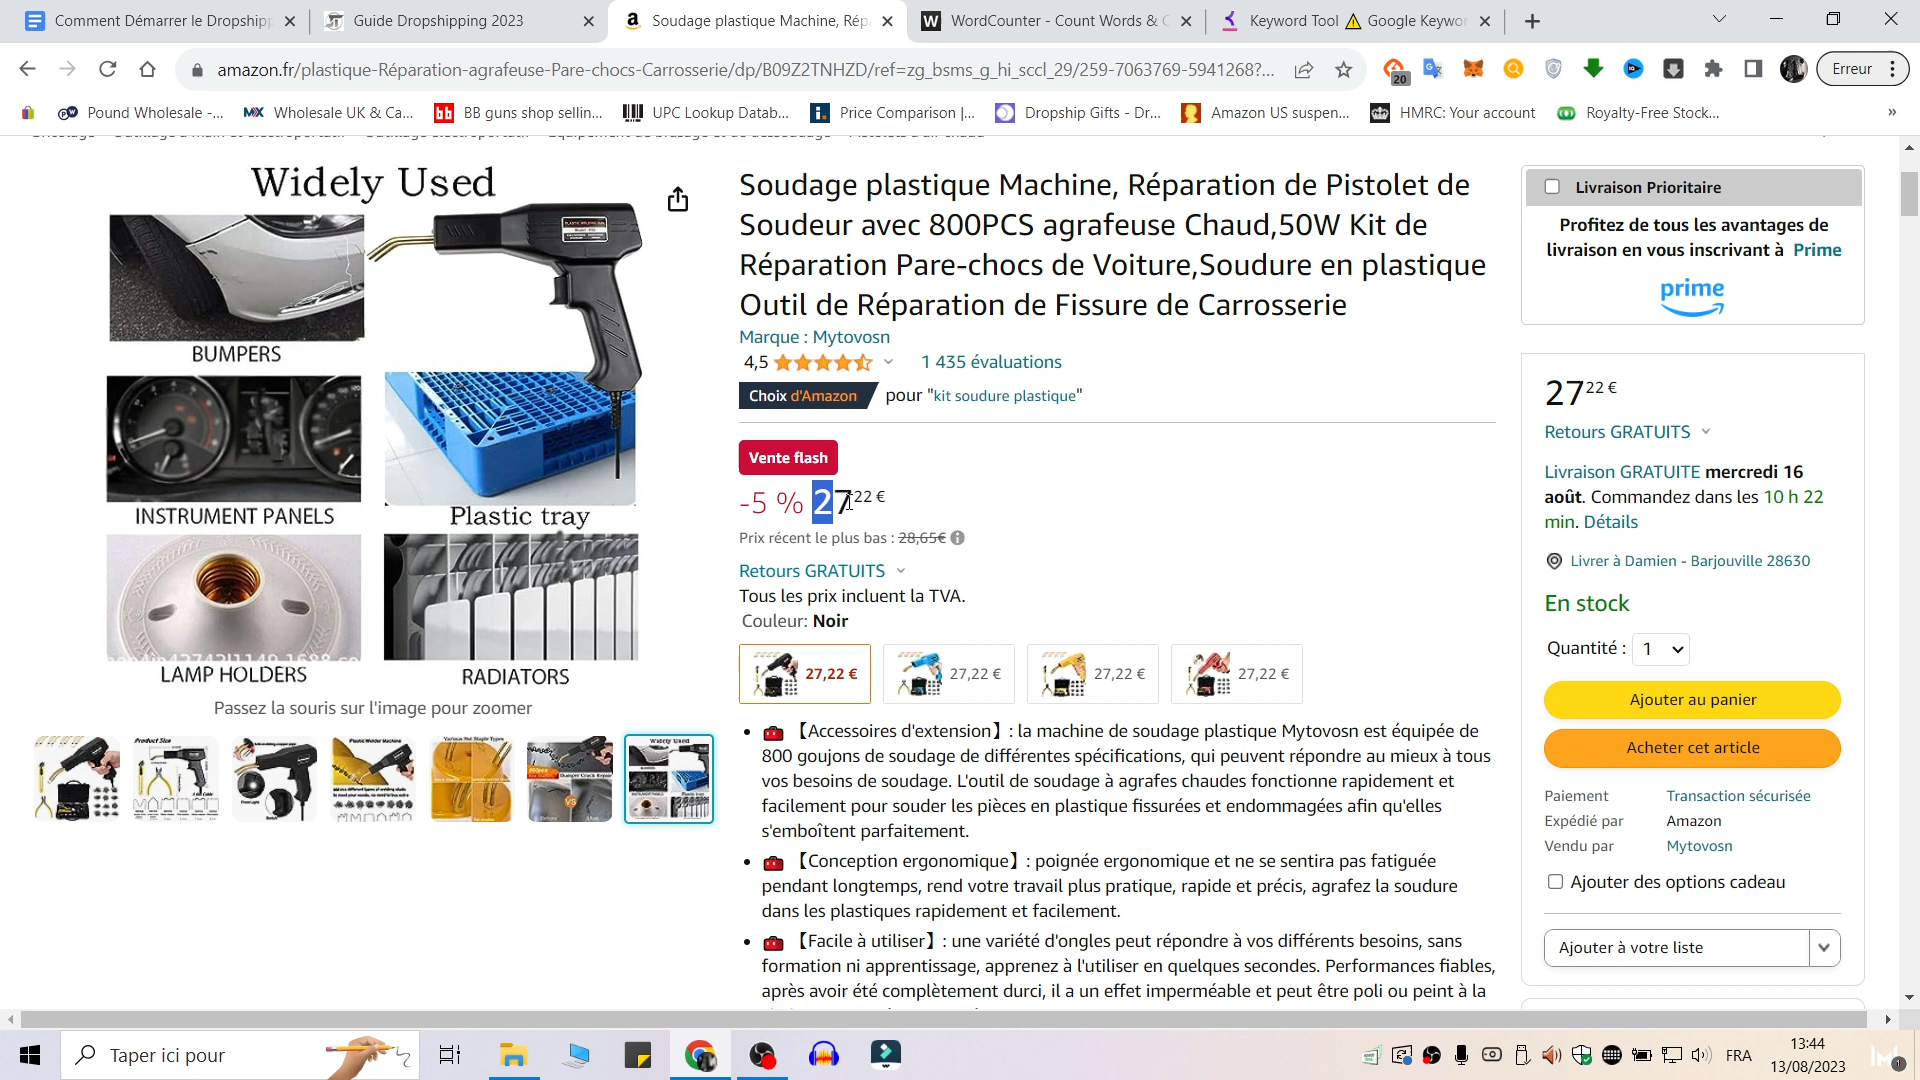 Comment Démarrer le Dropshipp
Guide Dropshipping 2023
Soudage plastique Machine, Rép
WordCounter - Count Words & C
Keyword Tool ⚠ Google Keywor
amazon.fr/plastique-Réparation-agrafeuse-Pare-chocs-Carrosserie/dp/B09Z2TNHZD/ref=zg_bsms_g_hi_sccl_29/259-7063769-5941268?...
20
Erreur
Pound Wholesale -...
Wholesale UK & Ca...
BB guns shop sellin...
UPC Lookup Datab...
Price Comparison |...
Dropship Gifts - Dr...
Amazon US suspen...
HMRC: Your account
Royalty-Free Stock...
»
Widely Used
BUMPERS
INSTRUMENT PANELS
Plastic tray
LAMP HOLDERS
RADIATORS
Passez la souris sur l'image pour zoomer
Soudage plastique Machine, Réparation de Pistolet de
Soudeur avec 800PCS agrafeuse Chaud,50W Kit de
Réparation Pare-chocs de Voiture,Soudure en plastique
Outil de Réparation de Fissure de Carrosserie
Marque : Mytovosn
4,5
1 435 évaluations
Choix d'Amazon pour "kit soudure plastique"
Vente flash
-5 % 27 22 €
Prix récent le plus bas : 28,65€
Retours GRATUITS
Tous les prix incluent la TVA.
Couleur: Noir
27,22 €
27,22 €
27,22 €
27,22 €
• 【Accessoires d'extension】: la machine de soudage plastique Mytovosn est équipée de
800 goujons de soudage de différentes spécifications, qui peuvent répondre au mieux à tous
vos besoins de soudage. L'outil de soudage à agrafes chaudes fonctionne rapidement et
facilement pour souder les pièces en plastique fissurées et endommagées afin qu'elles
s'emboîtent parfaitement.
• 【Conception ergonomique】: poignée ergonomique et ne se sentira pas fatiguée
pendant longtemps, rend votre travail plus pratique, rapide et précis, agrafez la soudure
dans les plastiques rapidement et facilement.
• 【Facile à utiliser】: une variété d'ongles peut répondre à vos différents besoins, sans
formation ni apprentissage, apprenez à l'utiliser en quelques secondes. Performances fiables,
après avoir été complètement durci, il a un effet imperméable et peut être poli ou peint à la
Livraison Prioritaire
Profitez de tous les avantages de
livraison en vous inscrivant à Prime
prime
27 22 €
Retours GRATUITS
Livraison GRATUITE mercredi 16
août. Commandez dans les 10 h 22
min. Détails
Livrer à Damien - Barjouville 28630
En stock
Quantité : 1
Ajouter au panier
Acheter cet article
Paiement Transaction sécurisée
Expédié par Amazon
Vendu par Mytovosn
Ajouter des options cadeau
Ajouter à votre liste
Taper ici pour
FRA
13:44
13/08/2023
1